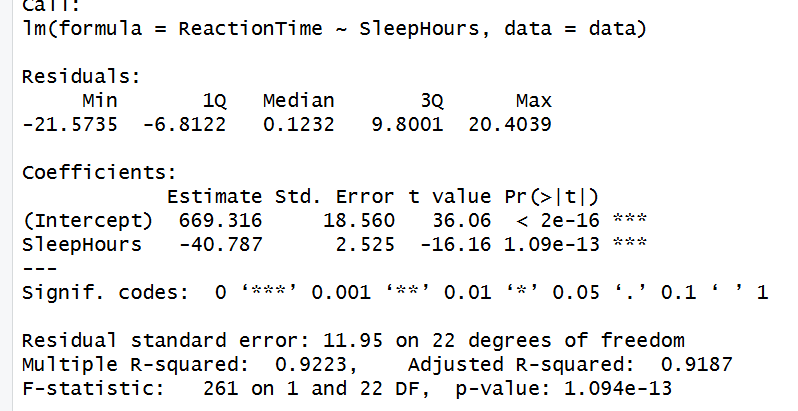 Call:
lm(formula = ReactionTime ~ SleepHours, data = data)
Residuals:
     Min       1Q   Median       3Q      Max
-21.5735  -6.8122   0.1232   9.8001  20.4039
Coefficients:
            Estimate Std. Error t value Pr(>|t|)
(Intercept)  669.316     18.560   36.06  < 2e-16 ***
SleepHours   -40.787      2.525  -16.16 1.09e-13 ***
---
Signif. codes:  0 ‘***’ 0.001 ‘**’ 0.01 ‘*’ 0.05 ‘.’ 0.1 ‘ ’ 1
Residual standard error: 11.95 on 22 degrees of freedom
Multiple R-squared:  0.9223,    Adjusted R-squared:  0.9187
F-statistic:   261 on 1 and 22 DF,  p-value: 1.094e-13